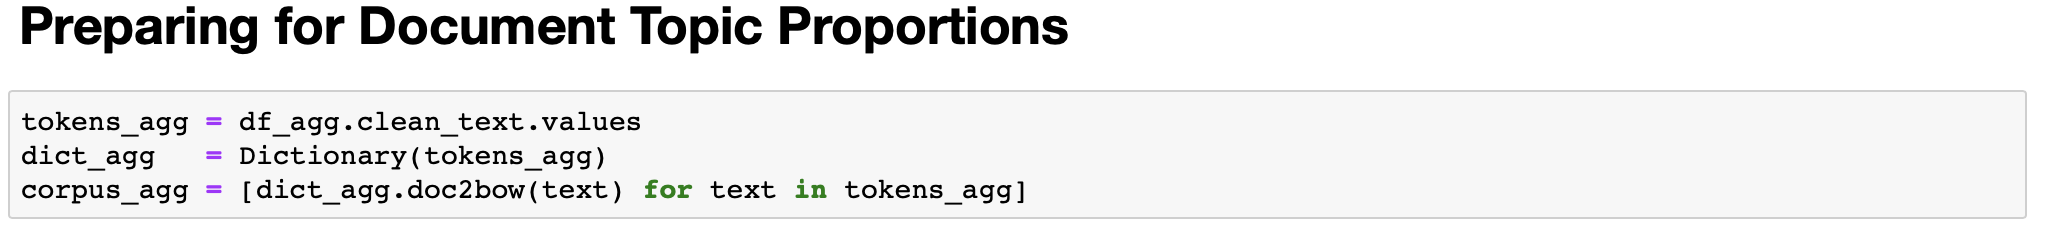 Preparing for Document Topic Proportions
tokens_agg = df_agg.clean_text.values
dict_agg   = Dictionary(tokens_agg)
corpus_agg = [dict_agg.doc2bow(text) for text in tokens_agg]